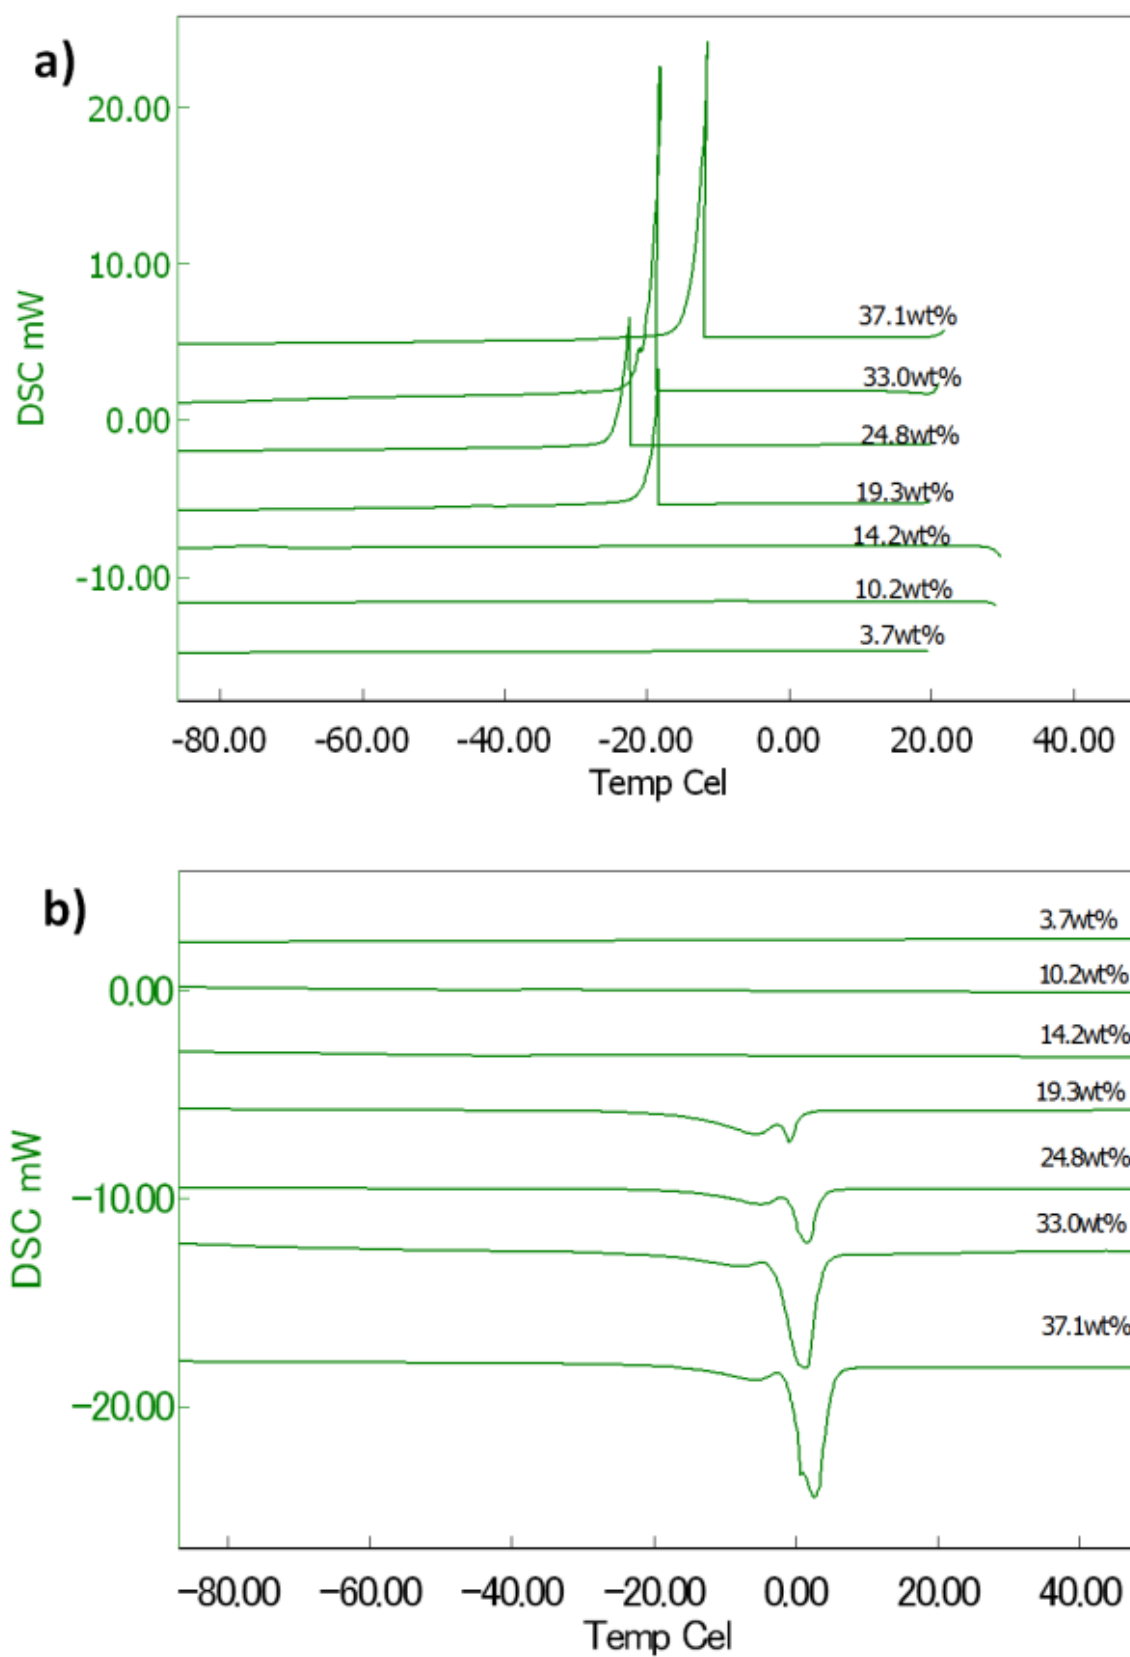 a)
20.00
10.00
0.00
-10.00
DSC mW
37.1wt%
33.0wt%
24.8wt%
19.3wt%
14.2wt%
10.2wt%
3.7wt%
-80.00 -60.00 -40.00 -20.00 0.00 20.00 40.00
Temp Cel
b)
0.00
−10.00
−20.00
DSC mW
3.7wt%
10.2wt%
14.2wt%
19.3wt%
24.8wt%
33.0wt%
37.1wt%
−80.00 −60.00 −40.00 −20.00 0.00 20.00 40.00
Temp Cel